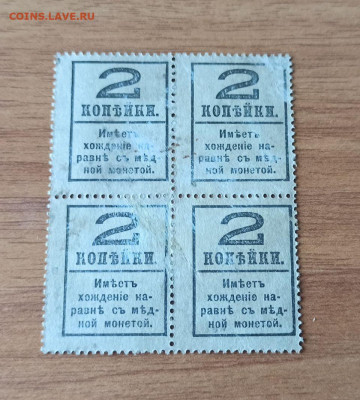 COINS.LAVE.RU
2
КОПѢЙКИ.
Имѣетъ
хожденіе на-
равнѣ съ мѣд-
ной монетой.
2
КОПѢЙКИ.
Имѣетъ
хожденіе на-
равнѣ съ мѣд-
ной монетой.
2
КОПѢЙКИ.
Имѣетъ
хожденіе на-
равнѣ съ мѣд-
ной монетой.
2
КОПѢЙКИ.
Имѣетъ
хожденіе на-
равнѣ съ мѣд-
ной монетой.